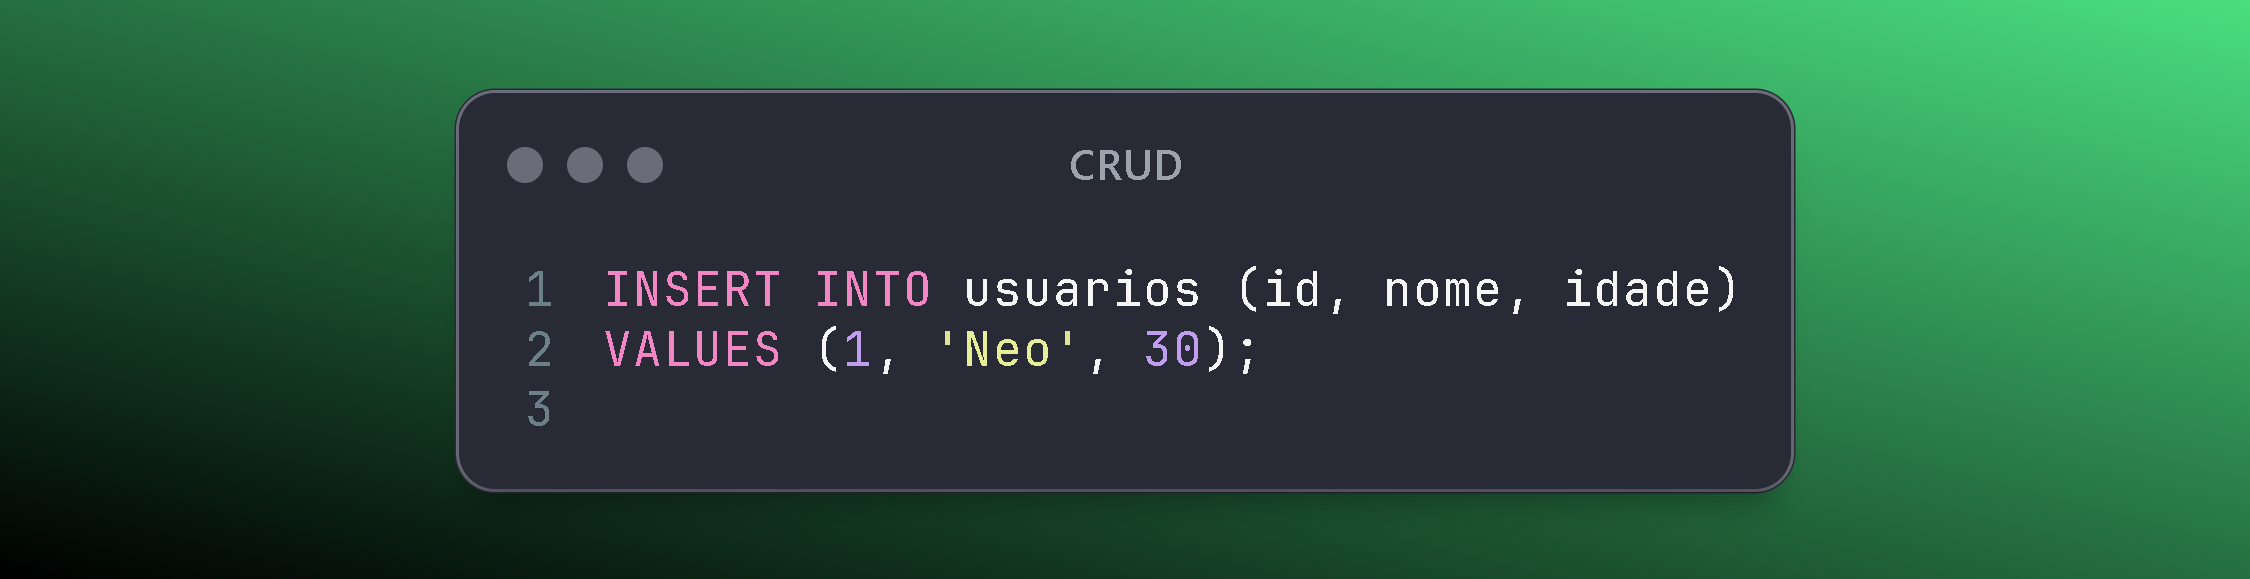 CRUD
1 INSERT INTO usuarios (id, nome, idade)
2 VALUES (1, 'Neo', 30);
3